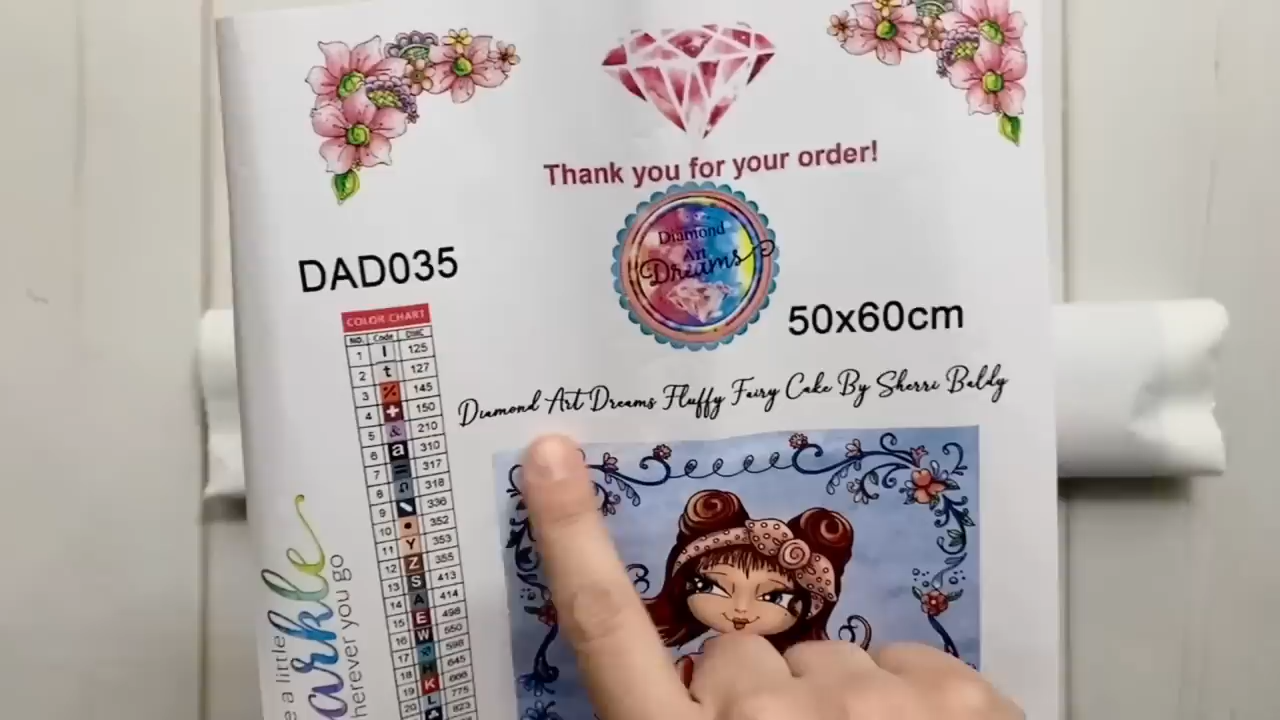 Thank you for your order!
Diamond
Art
Dreams
DAD035
50x60cm
Diamond Art Dreams Fluffy Fairy Cake By Sherri Baldy
COLOR CHART
NO. Code DMC
1 I 125
2 t 127
3 % 145
4 + 150
5 & 210
6 a 310
7 317
8 318
9 336
10 352
11 Y 353
12 Z 355
13 S 413
14 A 414
15 E 498
16 W 550
17 598
18 645
19 K 666
20 L 775
823
e a little
arkle
herever you go